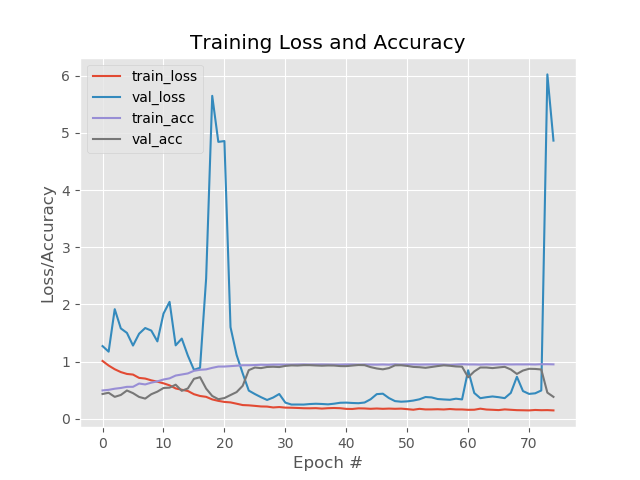 Training Loss and Accuracy
train_loss
val_loss
train_acc
val_acc
6
5
4
3
2
1
0
Loss/Accuracy
0 10 20 30 40 50 60 70
Epoch #